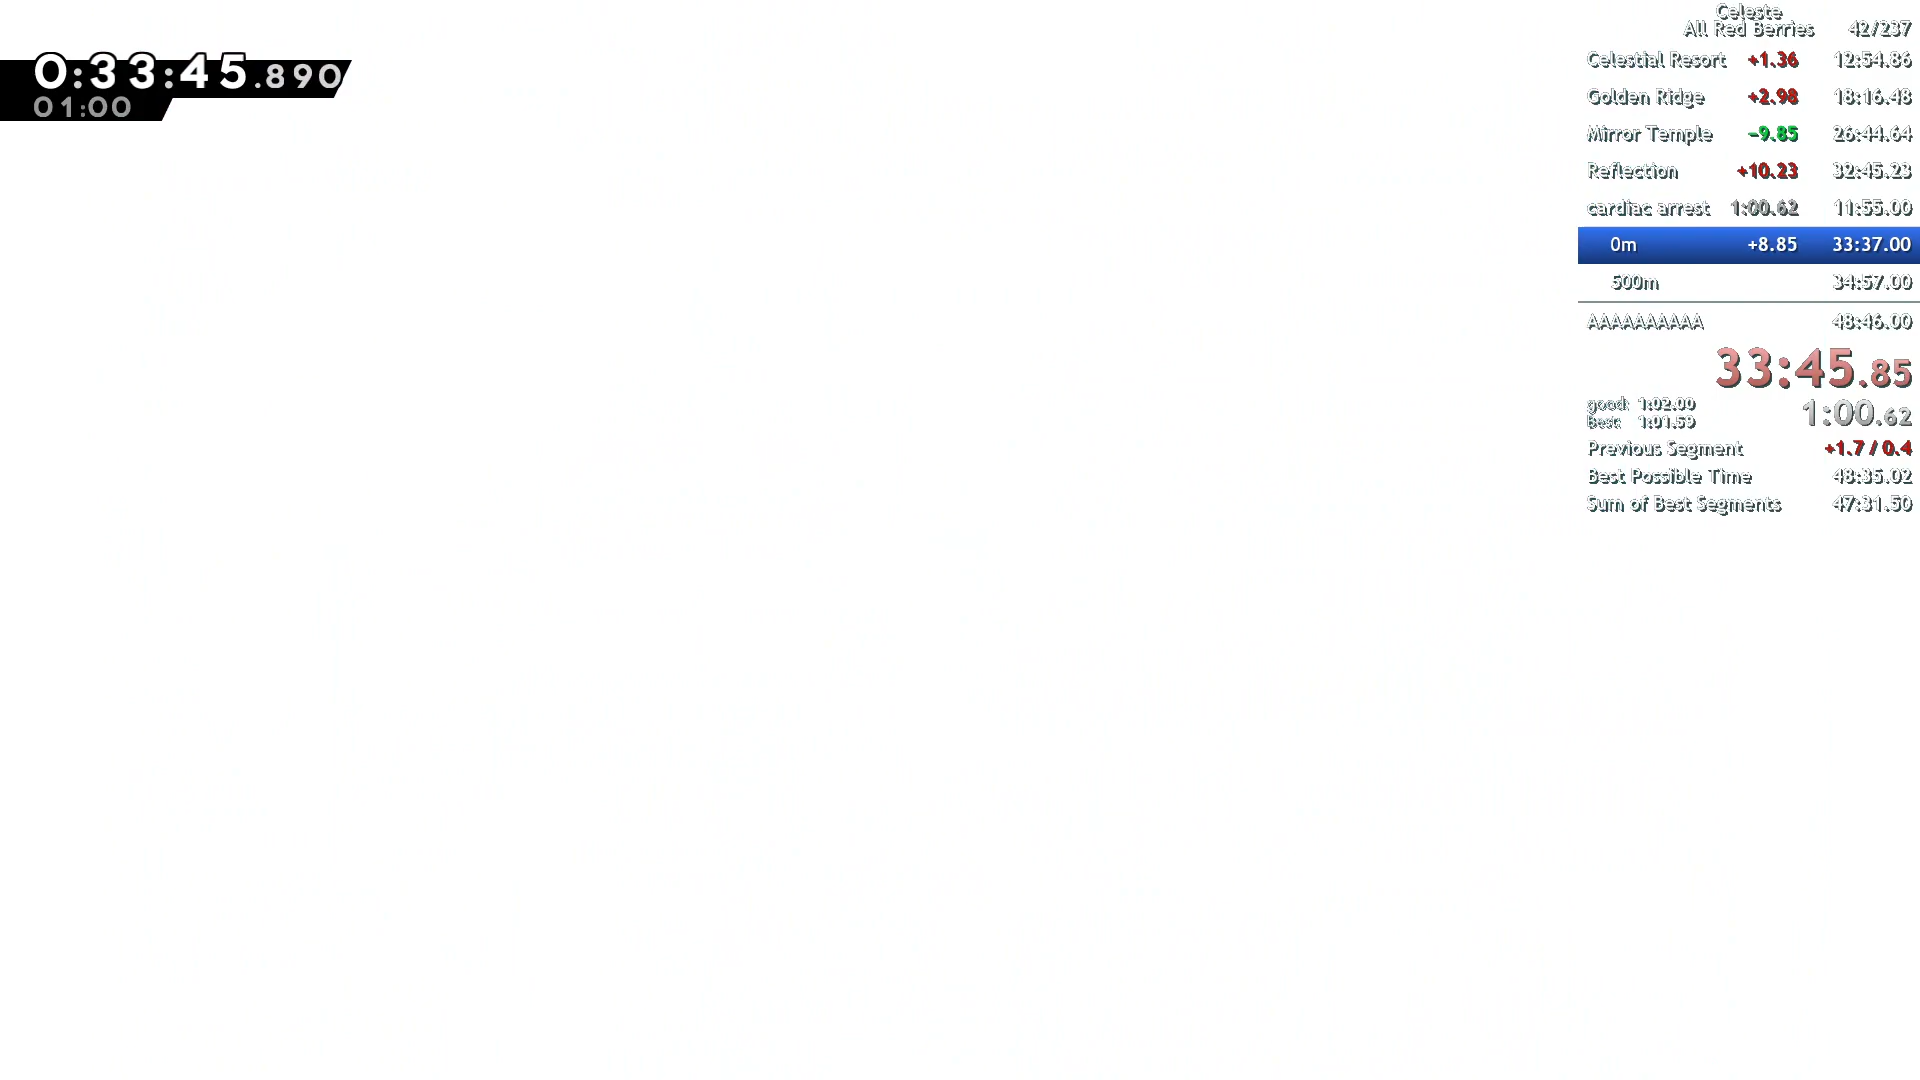 0:33:45.890
01:00
Celeste
All Red Berries 42/237
Celestial Resort +1.36 12:54.86
Golden Ridge +2.98 18:16.48
Mirror Temple -9.85 26:44.64
Reflection +10.23 32:45.23
cardiac arrest 1:00.62 11:55.00
0m +8.85 33:37.00
500m 34:57.00
AAAAAAAAAA 48:46.00
33:45.85
good: 1:02.00
Best: 1:01.59
1:00.62
Previous Segment +1.7 / 0.4
Best Possible Time 48:35.02
Sum of Best Segments 47:31.50